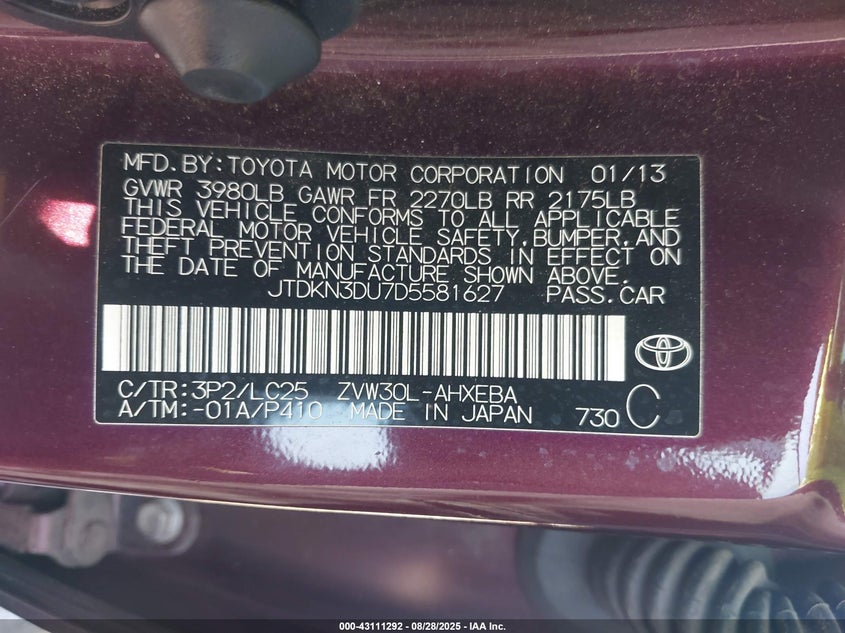 MFD.BY:TOYOTA MOTOR CORPORATION 01/13
GVWR 3980LB GAWR FR 2270LB RR 2175LB
THIS VEHICLE CONFORMS TO ALL APPLICABLE
FEDERAL MOTOR VEHICLE SAFETY,BUMPER,AND
THEFT PREVENTION STANDARDS IN EFFECT ON
THE DATE OF MANUFACTURE SHOWN ABOVE.
JTDKN3DU7D5581627 PASS.CAR
C/TR:3P2/LC25 ZVW30L-AHXEBA
A/TM:-01A/P410 MADE IN JAPAN 730 C
000-43111292 - 08/28/2025 - IAA Inc.